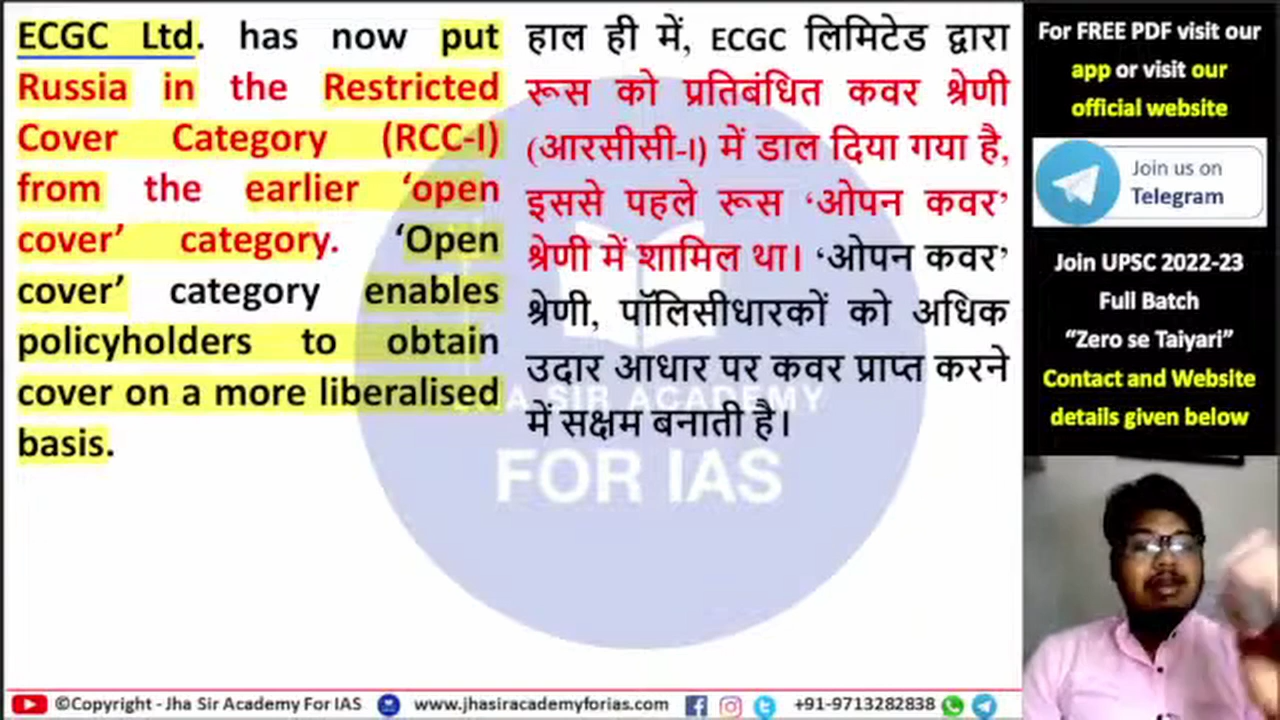 ECGC Ltd. has now put
Russia in the Restricted
Cover Category (RCC-I)
from the earlier ‘open
cover’ category. ‘Open
cover’ category enables
policyholders to obtain
cover on a more liberalised
basis.
हाल ही में, ECGC लिमिटेड द्वारा
रूस को प्रतिबंधित कवर श्रेणी
(आरसीसी-I) में डाल दिया गया है,
इससे पहले रूस ‘ओपन कवर’
श्रेणी में शामिल था। ‘ओपन कवर’
श्रेणी, पॉलिसीधारकों को अधिक
उदार आधार पर कवर प्राप्त करने
में सक्षम बनाती है।
JHA SIR ACADEMY
FOR IAS
For FREE PDF visit our
app or visit our
official website
Join us on
Telegram
Join UPSC 2022-23
Full Batch
“Zero se Taiyari”
Contact and Website
details given below
©Copyright - Jha Sir Academy For IAS www.jhasiracademyforias.com +91-9713282838